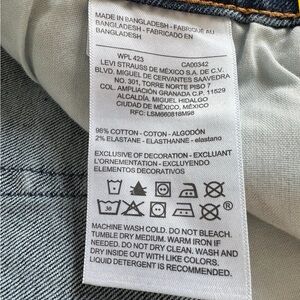 MADE IN BANGLADESH - FABRIQUÉ AU
BANGLADESH - FABRICADO EN
BANGLADESH
WPL 423 CA00342
LEVI STRAUSS DE MÉXICO S.A. DE C.V.
BLVD. MIGUEL DE CERVANTES SAAVEDRA
NO. 301, TORRE NORTE PISO 7
COL. AMPLIACIÓN GRANADA C.P. 11529
ALCALDÍA, MIGUEL HIDALGO
CIUDAD DE MÉXICO, MÉXICO
RFC: LSM660818M98
98% COTTON - COTON - ALGODÓN
2% ELASTANE - ELASTHANNE - elastano
EXCLUSIVE OF DECORATION - EXCLUANT
L'ORNEMENTATION - EXCLUYENDO
ELEMENTOS DECORATIVOS
®
MACHINE WASH COLD. DO NOT BLEACH.
TUMBLE DRY MEDIUM. WARM IRON IF
NEEDED. DO NOT DRY CLEAN. WASH AND
DRY INSIDE OUT WITH LIKE COLORS.
LIQUID DETERGENT IS RECOMMENDED.